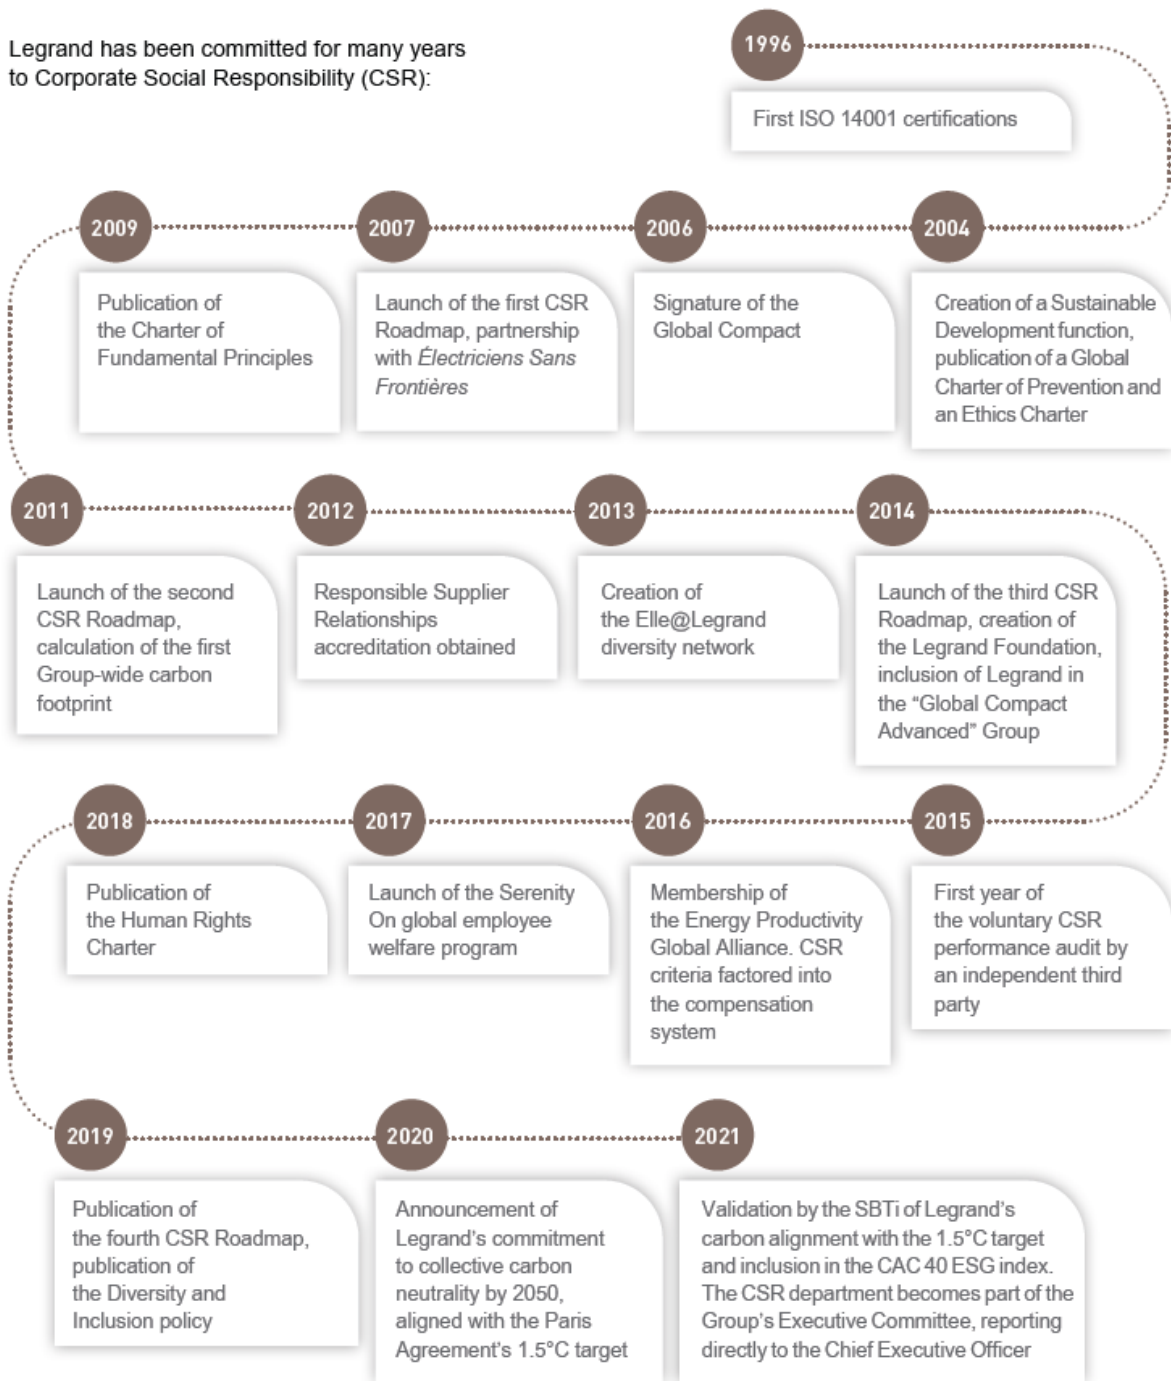 Legrand has been committed for many years
to Corporate Social Responsibility (CSR):
1996
First ISO 14001 certifications
2004
Creation of a Sustainable
Development function,
publication of a Global
Charter of Prevention and
an Ethics Charter
2006
Signature of the
Global Compact
2007
Launch of the first CSR
Roadmap, partnership
with Électriciens Sans
Frontières
2009
Publication of
the Charter of
Fundamental Principles
2011
Launch of the second
CSR Roadmap,
calculation of the first
Group-wide carbon
footprint
2012
Responsible Supplier
Relationships
accreditation obtained
2013
Creation of
the Elle@Legrand
diversity network
2014
Launch of the third CSR
Roadmap, creation of
the Legrand Foundation,
inclusion of Legrand in
the “Global Compact
Advanced” Group
2015
First year of
the voluntary CSR
performance audit by
an independent third
party
2016
Membership of
the Energy Productivity
Global Alliance. CSR
criteria factored into
the compensation
system
2017
Launch of the Serenity
On global employee
welfare program
2018
Publication of
the Human Rights
Charter
2019
Publication of
the fourth CSR Roadmap,
publication of
the Diversity and
Inclusion policy
2020
Announcement of
Legrand’s commitment
to collective carbon
neutrality by 2050,
aligned with the Paris
Agreement’s 1.5°C target
2021
Validation by the SBTi of Legrand’s
carbon alignment with the 1.5°C target
and inclusion in the CAC 40 ESG index.
The CSR department becomes part of the
Group’s Executive Committee, reporting
directly to the Chief Executive Officer